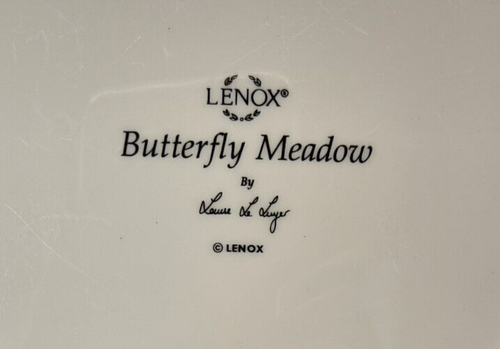 LENOX®
Butterfly Meadow
By
Louise Le Luyer
© LENOX